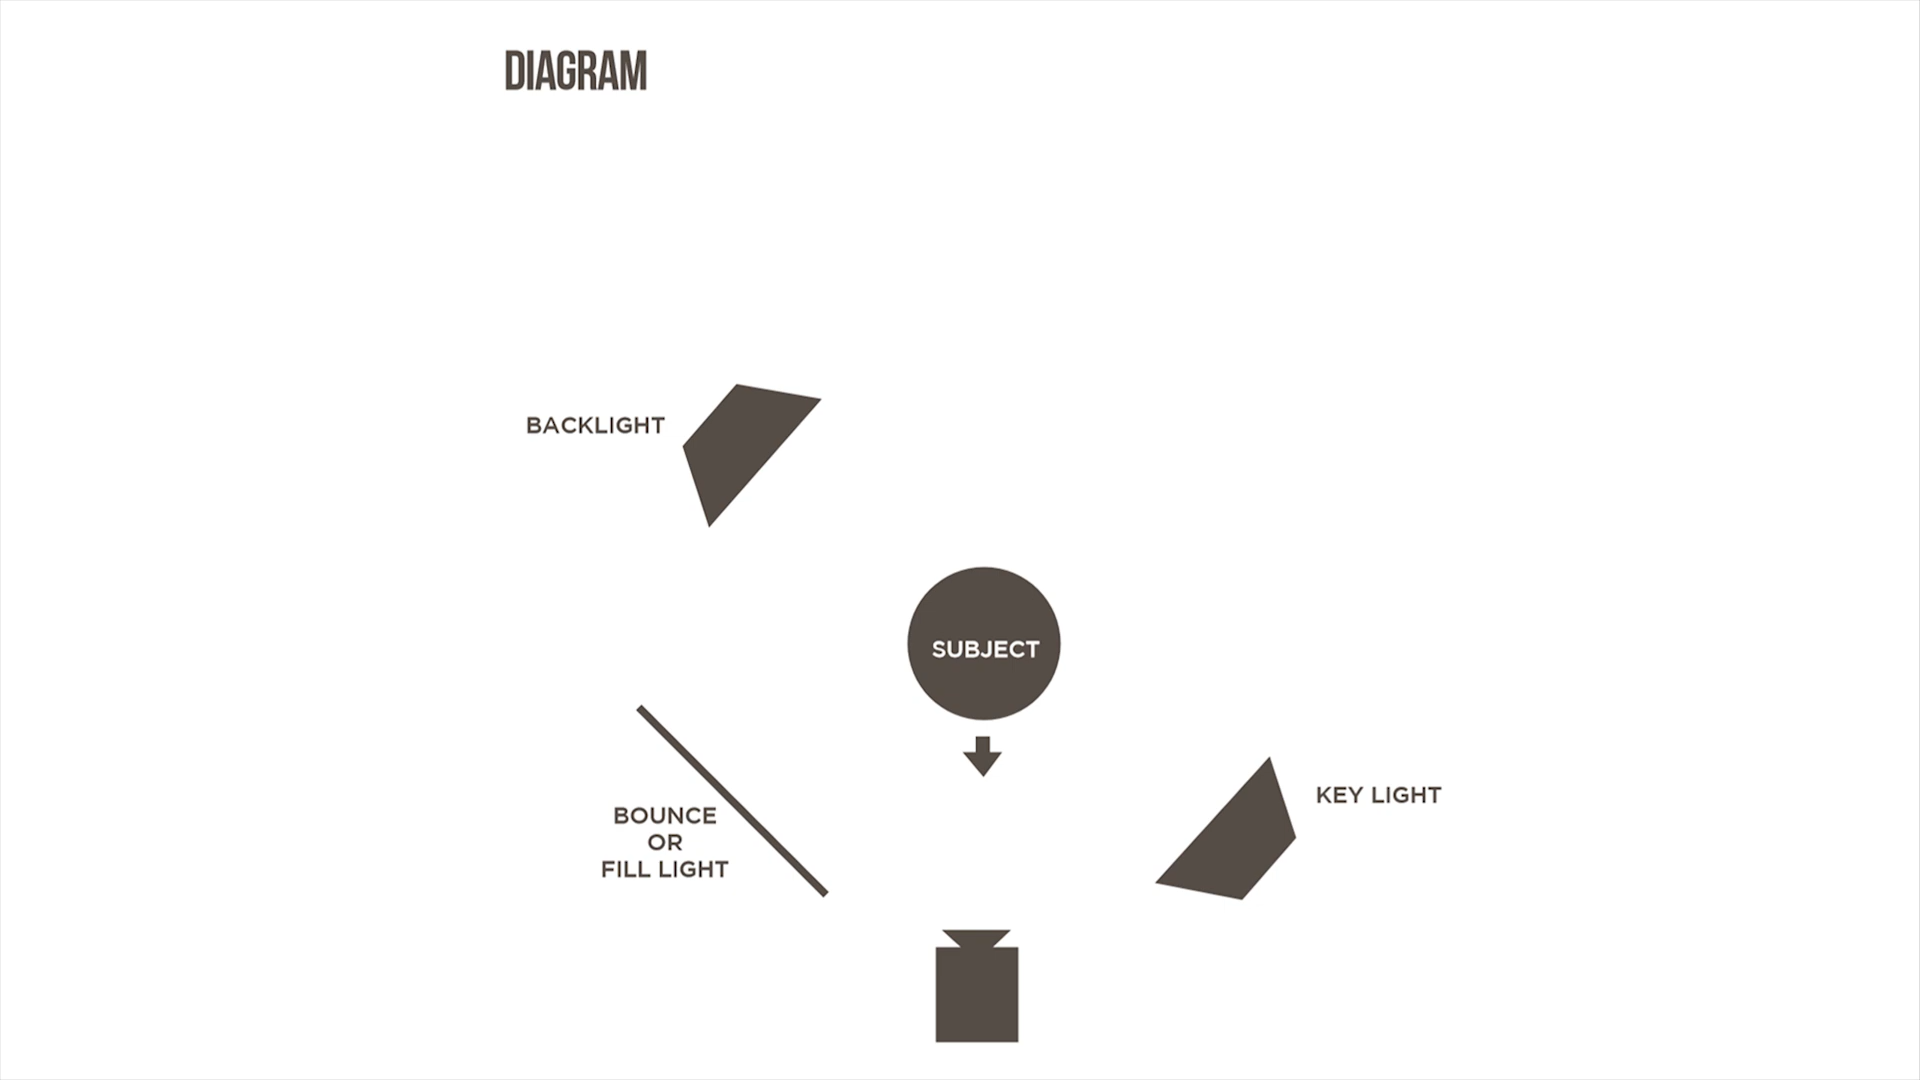 DIAGRAM
BACKLIGHT
SUBJECT
KEY LIGHT
BOUNCE
OR
FILL LIGHT